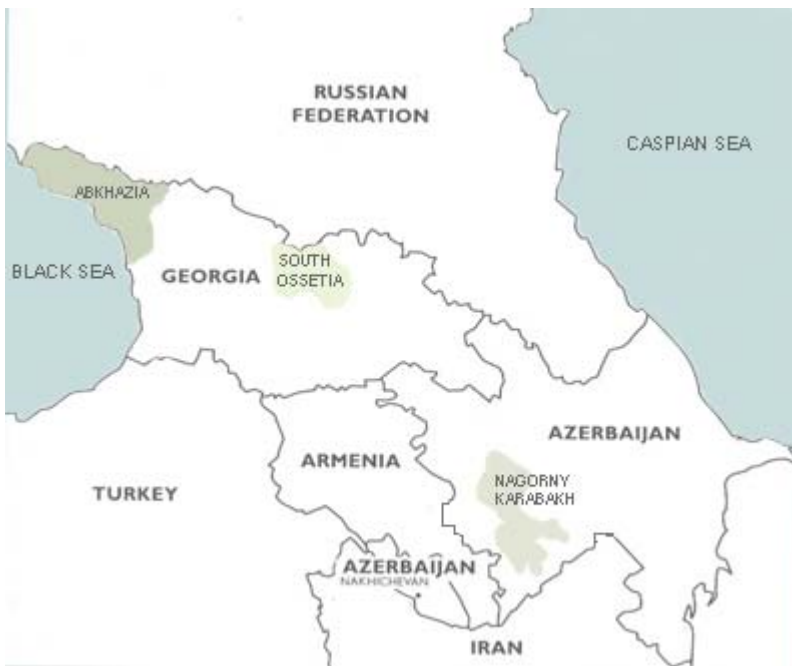 RUSSIAN
FEDERATION
CASPIAN SEA
ABKHAZIA
BLACK SEA
GEORGIA
SOUTH
OSSETIA
AZERBAIJAN
ARMENIA
NAGORNY
KARABAKH
TURKEY
AZERBAIJAN
NAKHICHEVAN
IRAN